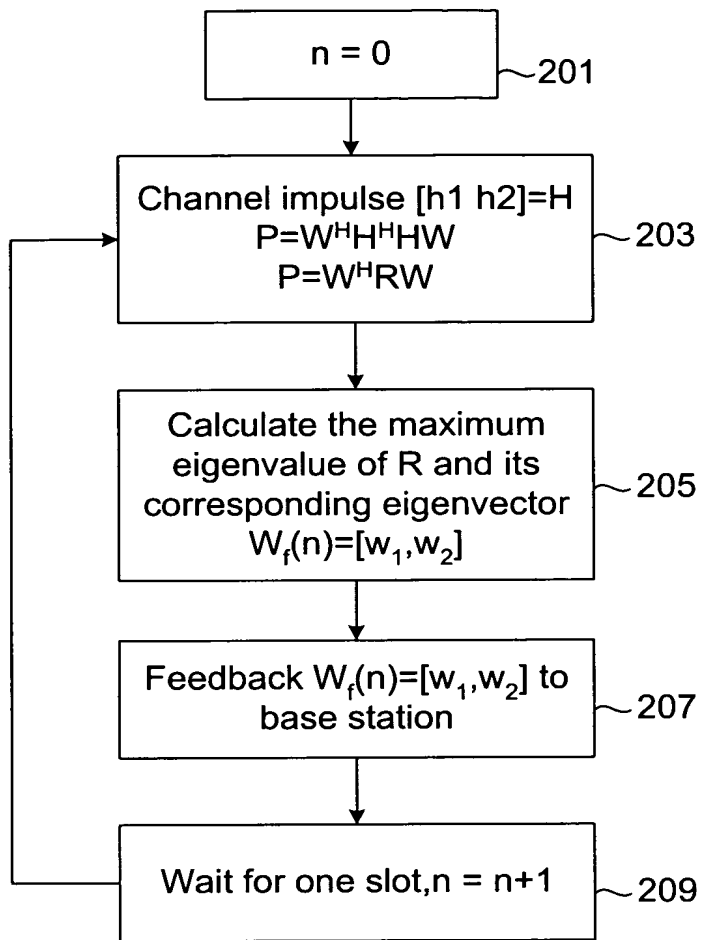 n = 0
201
Channel impulse [h1 h2]=H
P=W^H H^H HW
P=W^H RW
203
Calculate the maximum
eigenvalue of R and its
corresponding eigenvector
W_f(n)=[w_1,w_2]
205
Feedback W_f(n)=[w_1,w_2] to
base station
207
Wait for one slot,n = n+1
209